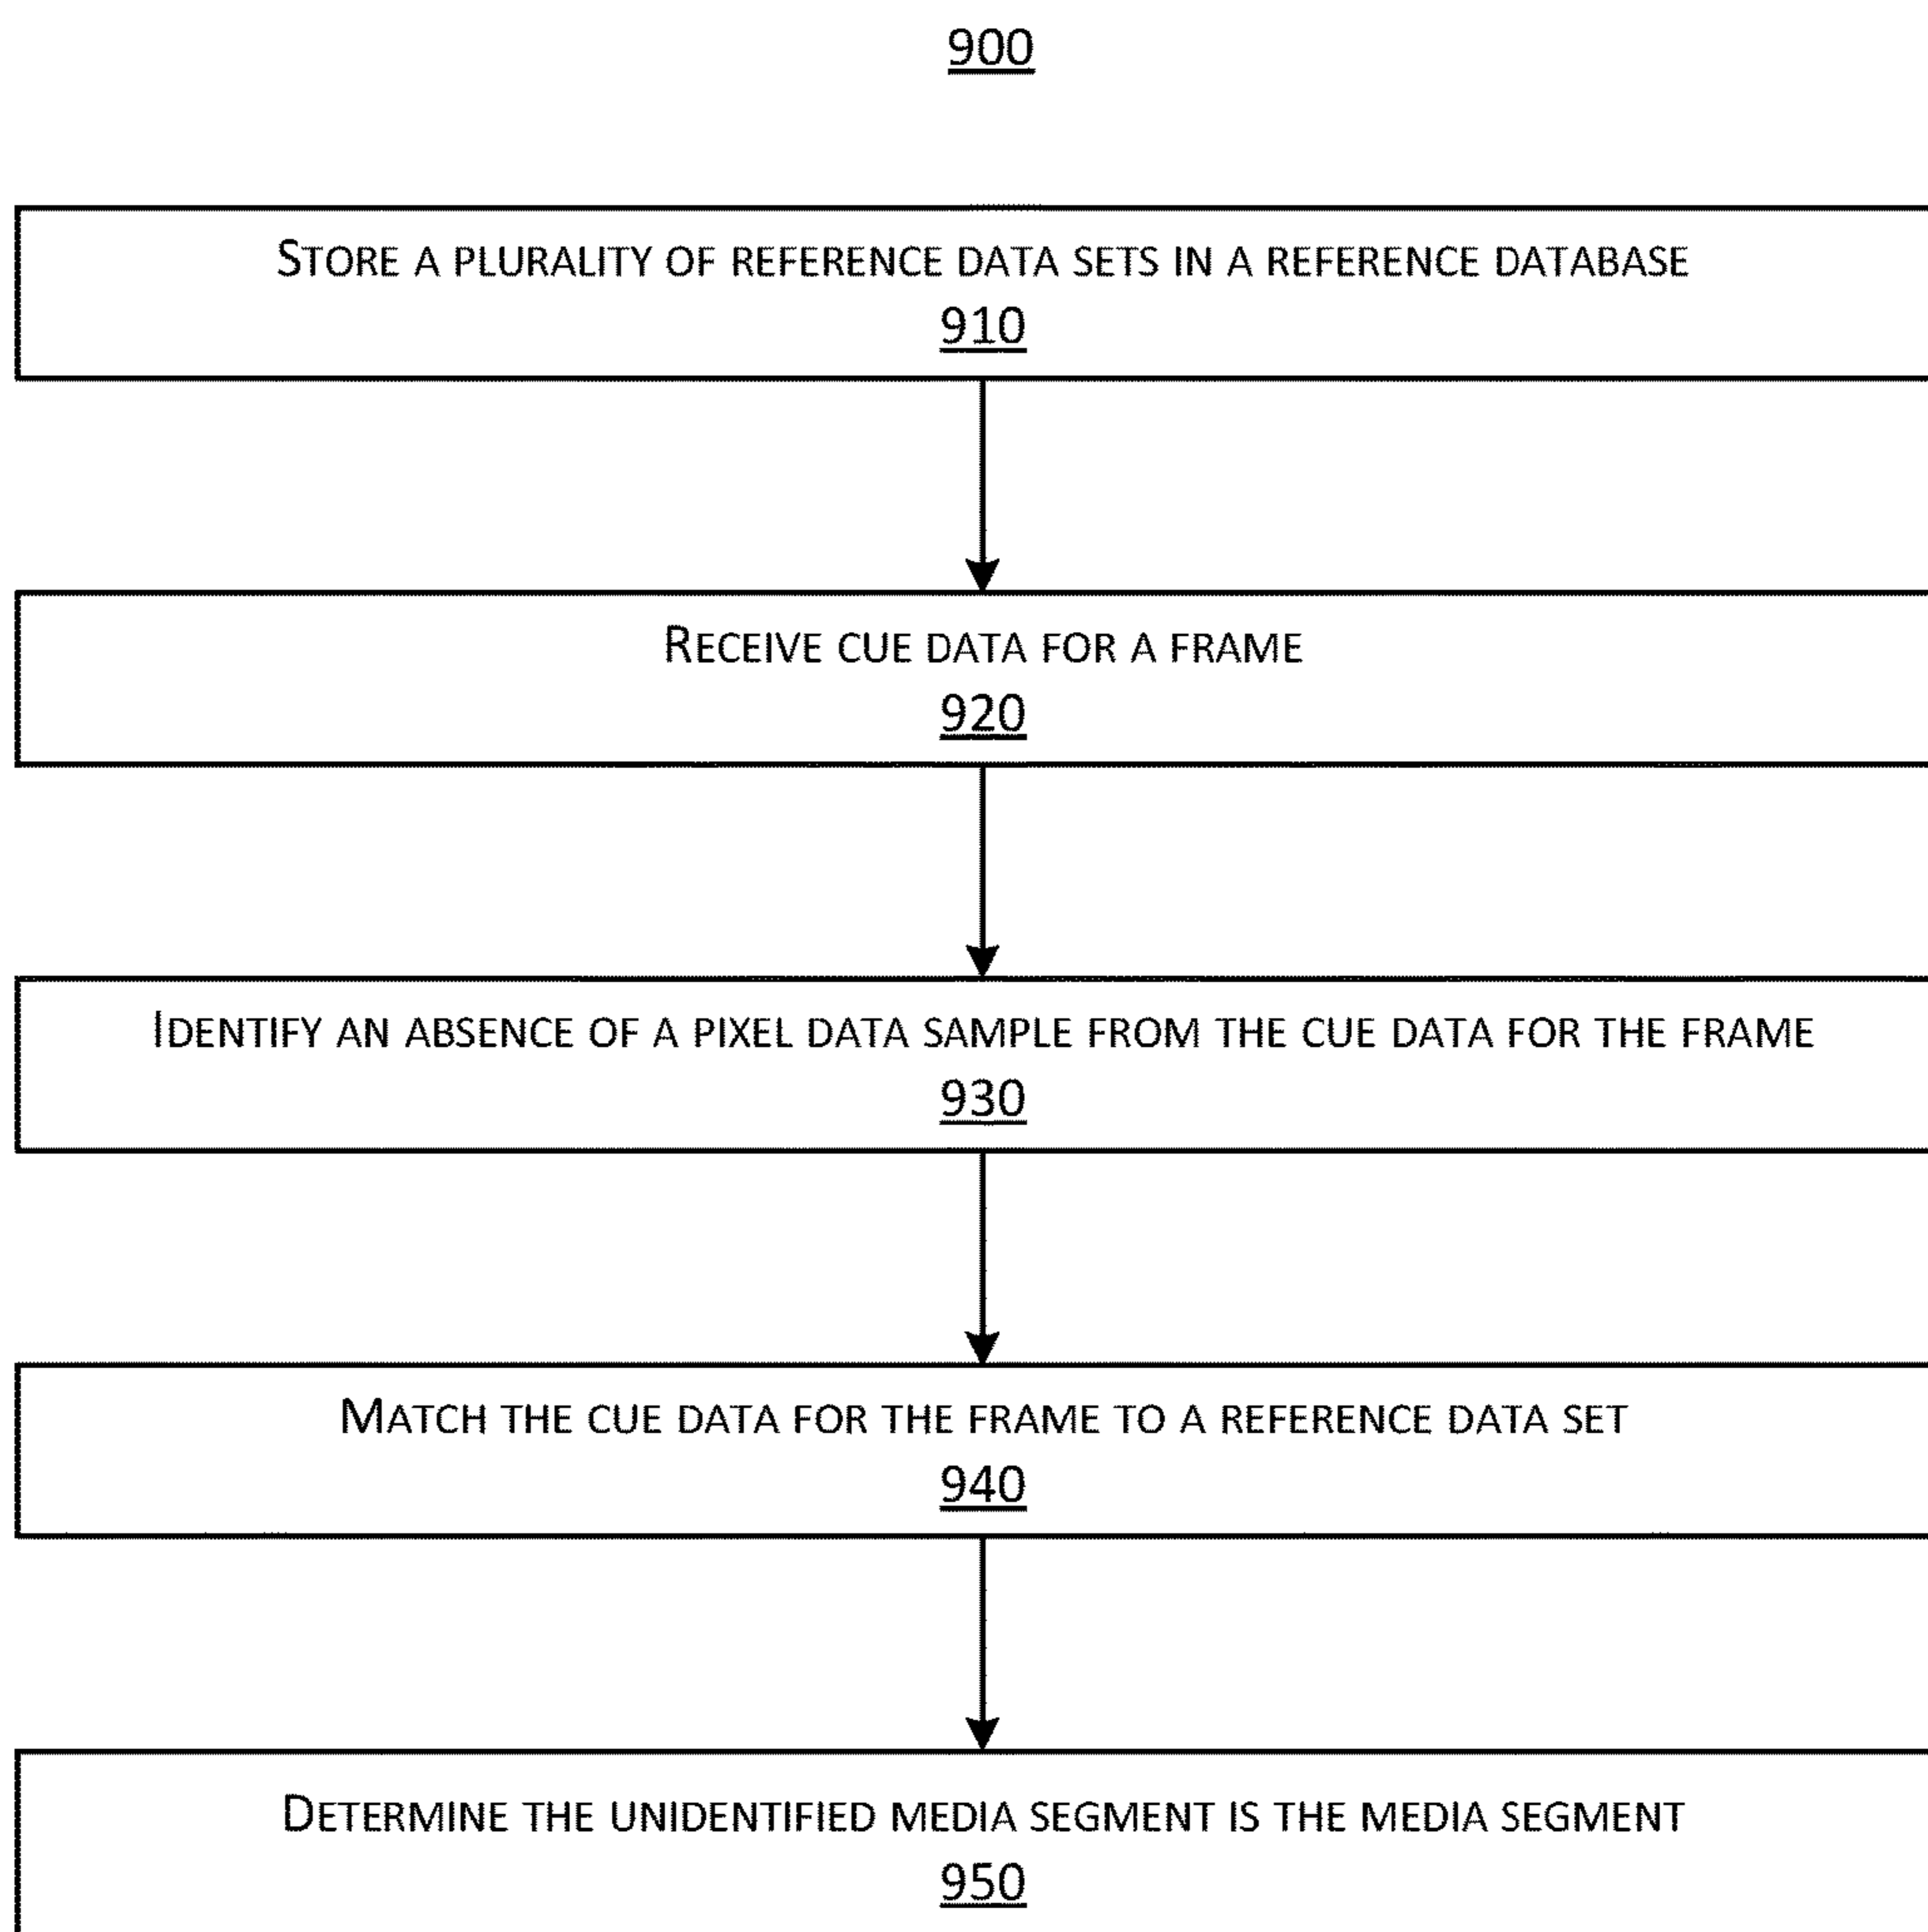 900
STORE A PLURALITY OF REFERENCE DATA SETS IN A REFERENCE DATABASE
910
RECEIVE CUE DATA FOR A FRAME
920
IDENTIFY AN ABSENCE OF A PIXEL DATA SAMPLE FROM THE CUE DATA FOR THE FRAME
930
MATCH THE CUE DATA FOR THE FRAME TO A REFERENCE DATA SET
940
DETERMINE THE UNIDENTIFIED MEDIA SEGMENT IS THE MEDIA SEGMENT
950